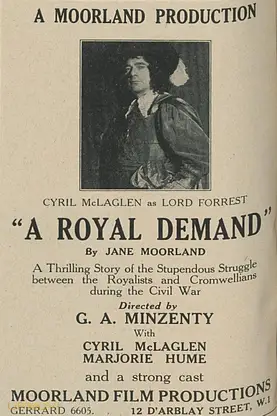 A MOORLAND PRODUCTION
CYRIL McLAGLEN as LORD FORREST
"A ROYAL DEMAND"
By JANE MOORLAND
A Thrilling Story of the Stupendous Struggle
between the Royalists and Cromwellians
during the Civil War
Directed by
G. A. MINZENTY
With
CYRIL McLAGLEN
MARJORIE HUME
and a strong cast
MOORLAND FILM PRODUCTIONS
GERRARD 6605. 12 D'ARBLAY STREET, W.1